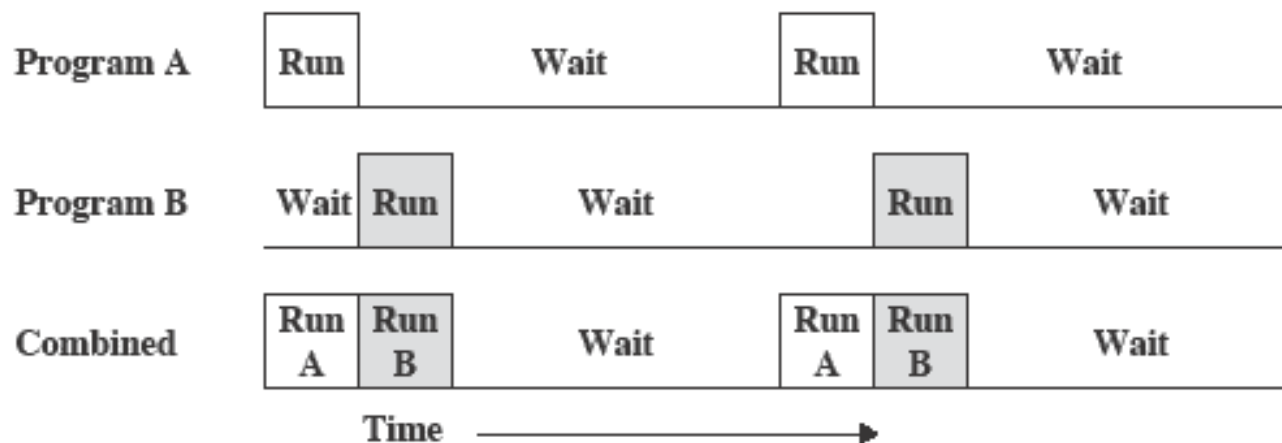 Program A Run Wait Run Wait
Program B Wait Run Wait Run Wait
Combined Run A Run B Wait Run A Run B Wait
Time